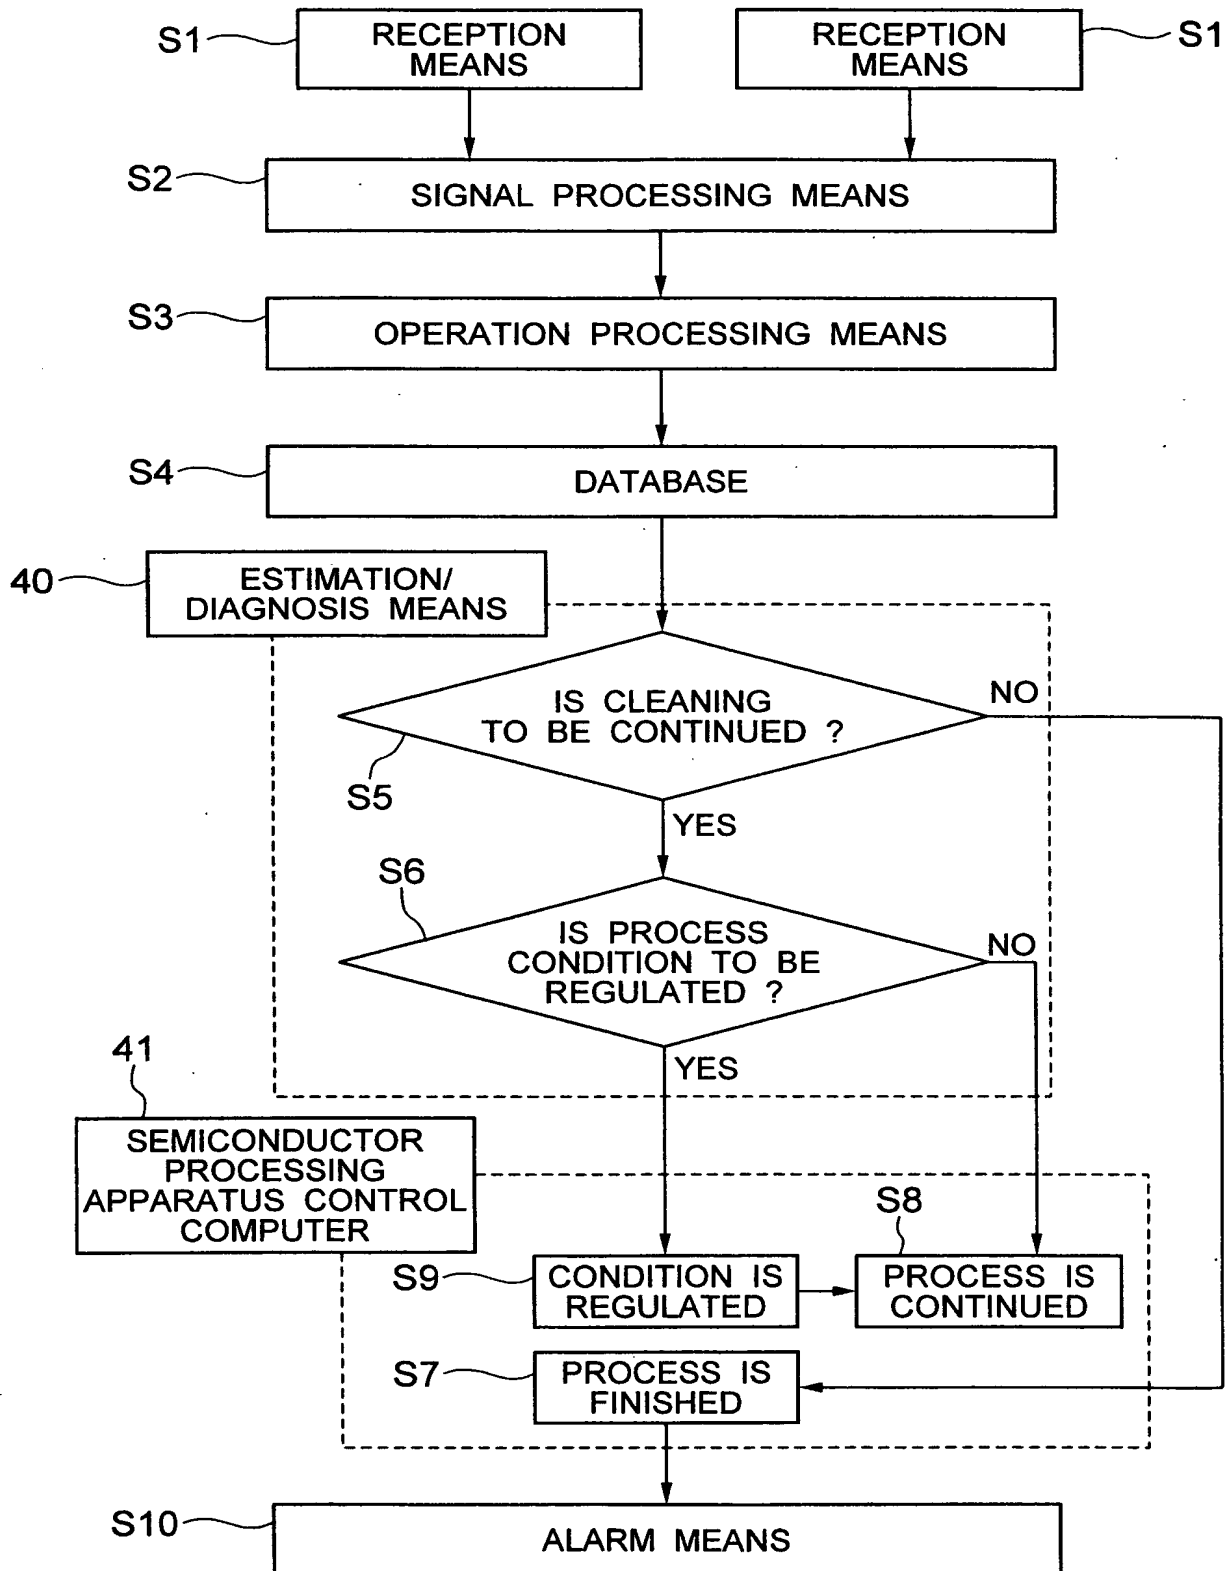 S1
RECEPTION
MEANS
RECEPTION
MEANS
S1
S2
SIGNAL PROCESSING MEANS
S3
OPERATION PROCESSING MEANS
S4
DATABASE
40
ESTIMATION/
DIAGNOSIS MEANS
IS CLEANING
TO BE CONTINUED ?
NO
S5
YES
S6
IS PROCESS
CONDITION TO BE
REGULATED ?
NO
YES
41
SEMICONDUCTOR
PROCESSING
APPARATUS CONTROL
COMPUTER
S9
CONDITION IS
REGULATED
S8
PROCESS IS
CONTINUED
S7
PROCESS IS
FINISHED
S10
ALARM MEANS